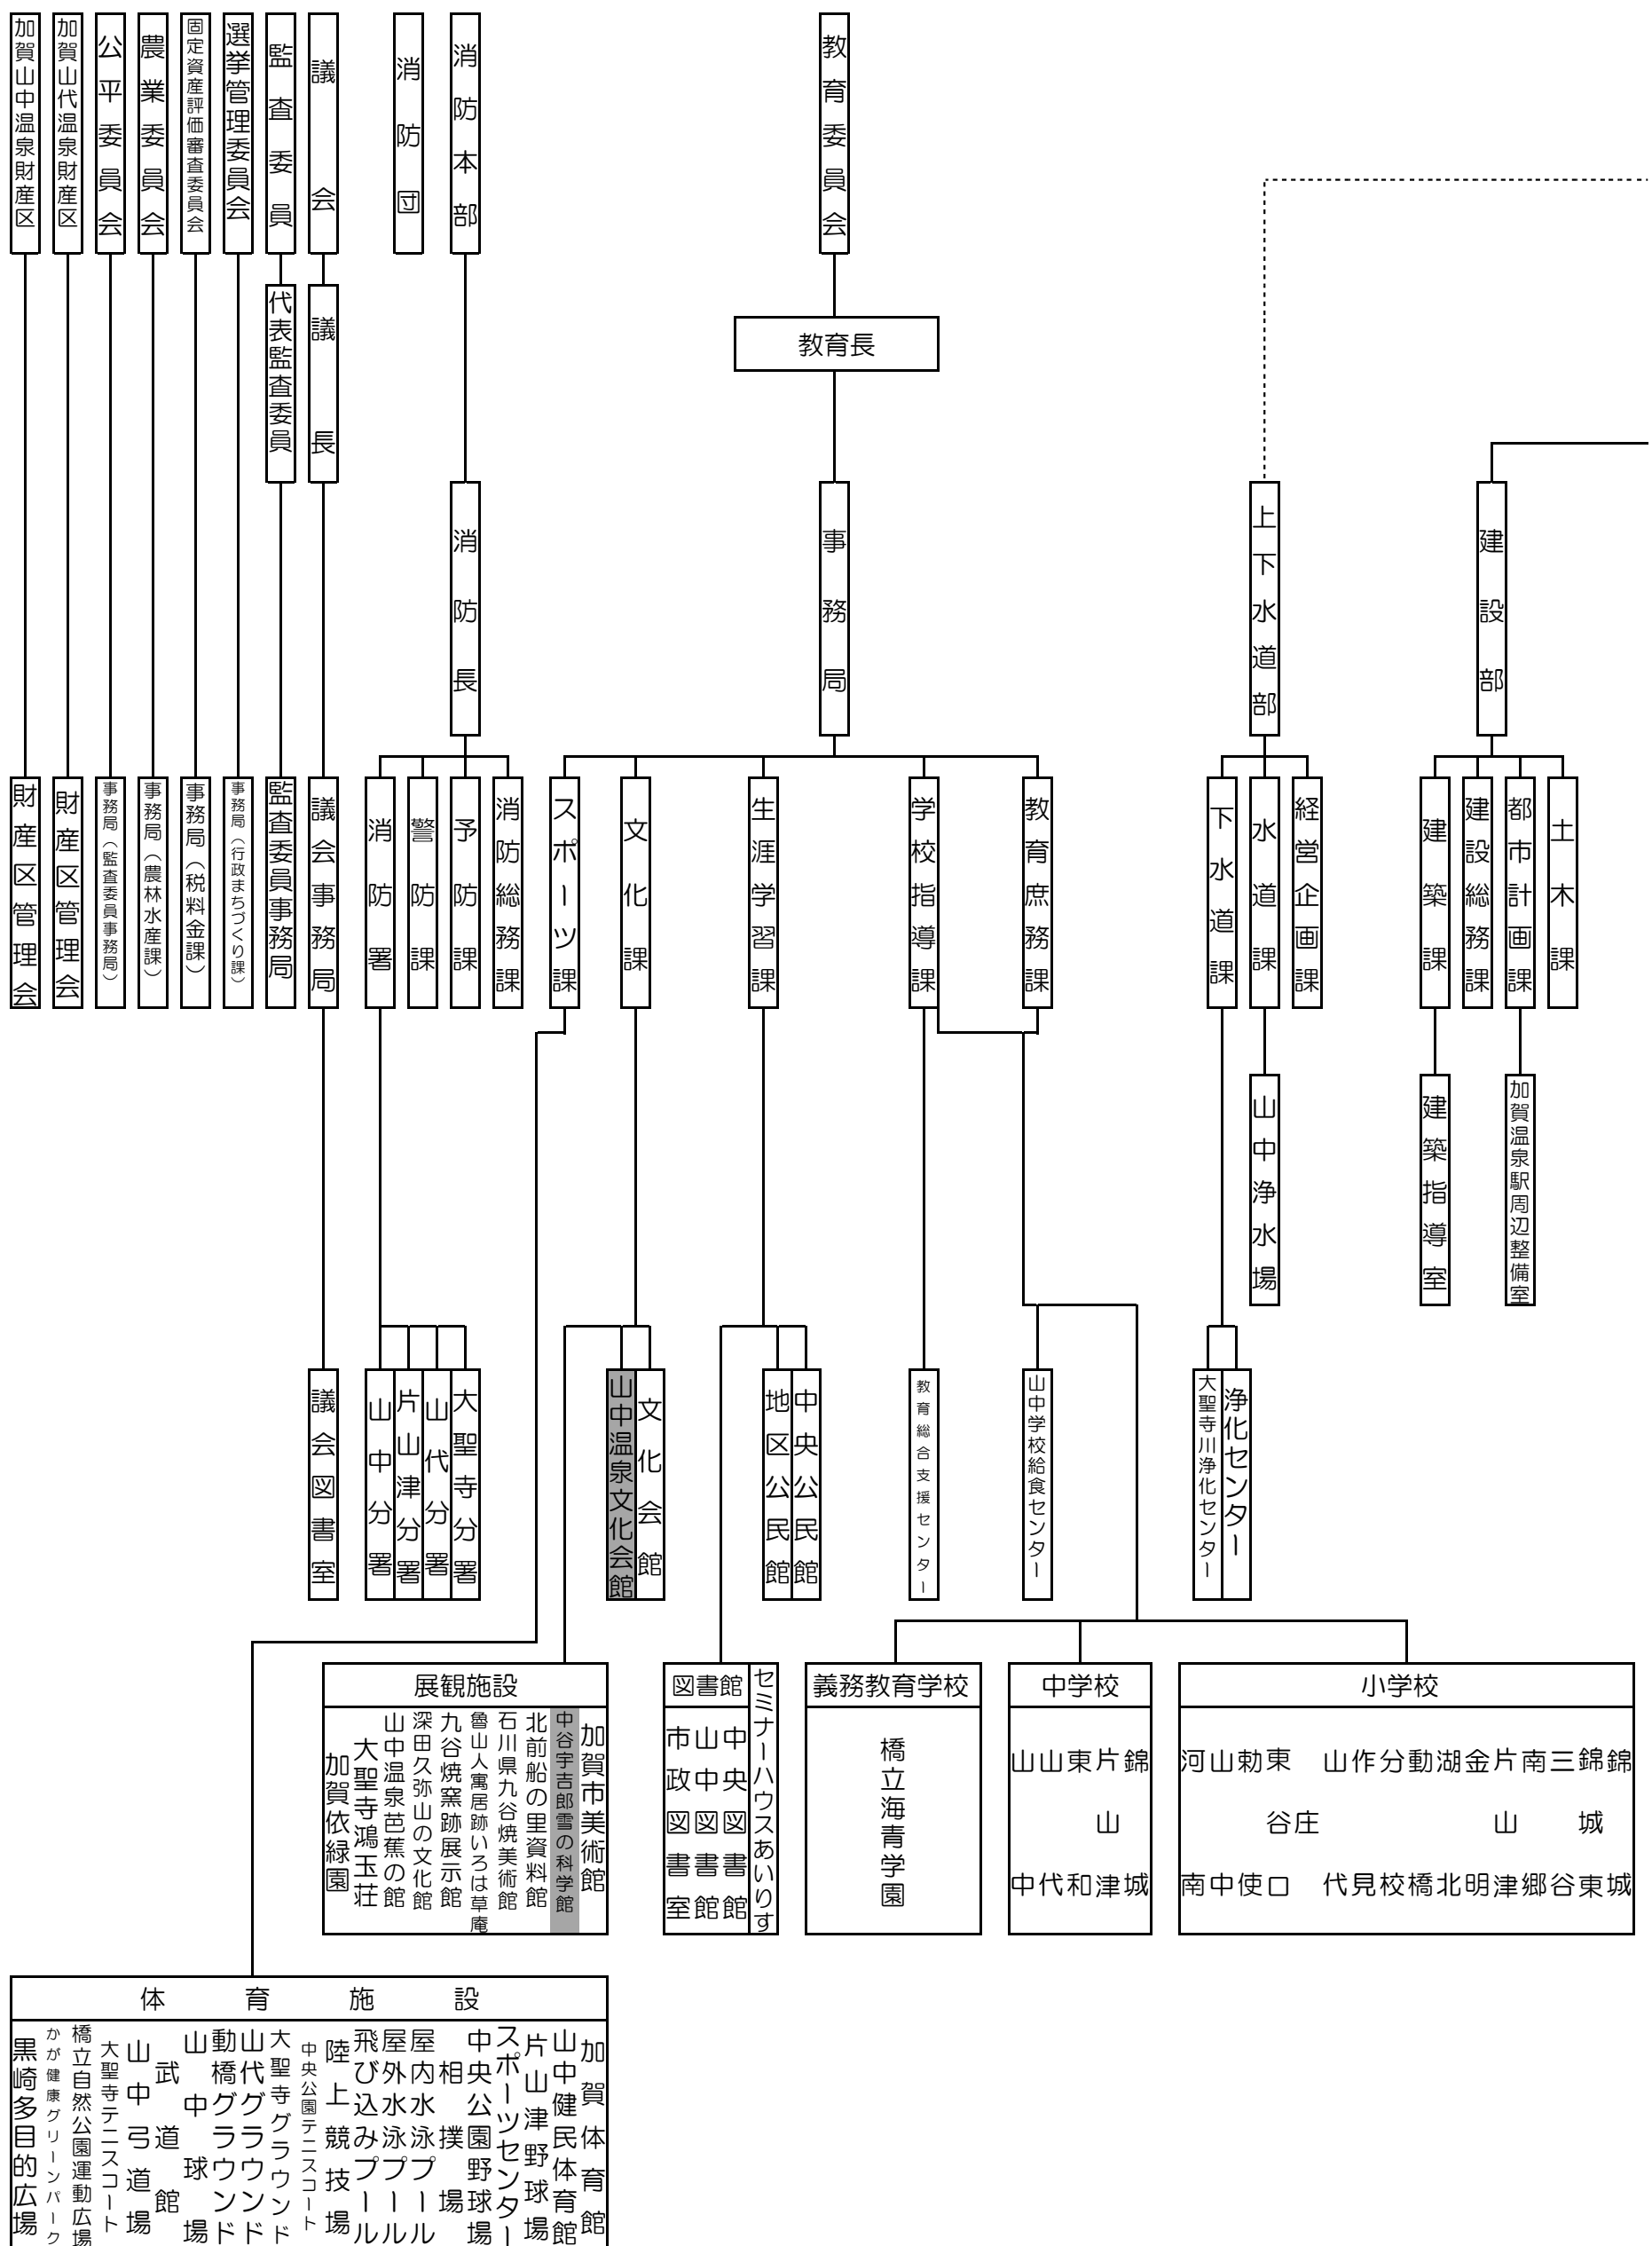 教育委員会
消防本部
消防団
議会
監査委員
選挙管理委員会
固定資産評価審査委員会
農業委員会
公平委員会
加賀山代温泉財産区
加賀山中温泉財産区
教育長
議長
代表監査委員
建設部
上下水道部
事務局
消防長
土木課
都市計画課
建設総務課
建築課
経営企画課
水道課
下水道課
教育庶務課
学校指導課
生涯学習課
文化課
スポーツ課
消防総務課
予防課
警防課
消防署
議会事務局
監査委員事務局
事務局（行政まちづくり課）
事務局（税料金課）
事務局（農林水産課）
事務局（監査委員事務局）
財産区管理会
財産区管理会
加賀温泉駅周辺整備室
建築指導室
山中浄水場
浄化センター
大聖寺川浄化センター
山中学校給食センター
教育総合支援センター
中央公民館
地区公民館
文化会館
山中温泉文化会館
大聖寺分署
山代分署
片山津分署
山中分署
議会図書室
小学校
錦城
錦城東
三谷
南郷
片山津
金明
湖北
動橋
分校
作見
山代
庄
東谷口
勅使
山中
河南
中学校
錦城
片山津
東和
山代
山中
義務教育学校
橋立海青学園
セミナーハウスあいりす
図書館
中央図書館
山中図書館
市政図書室
展観施設
加賀市美術館
中谷宇吉郎雪の科学館
北前船の里資料館
石川県九谷焼美術館
魯山人寓居跡いろは草庵
九谷焼窯跡展示館
深田久弥山の文化館
山中温泉芭蕉の館
大聖寺鴻玉荘
加賀依緑園
体育施設
加賀体育館
山中健民体育館
片山津野球場
スポーツセンター
中央公園野球場
相撲場
屋内水泳プール
屋外水泳プール
飛び込みプール
陸上競技場
中央公園テニスコート
大聖寺グラウンド
山代グラウンド
動橋グラウンド
山中球場
武道館
山中弓道場
大聖寺テニスコート
橋立自然公園運動広場
かが健康グリーンパーク
黒崎多目的広場